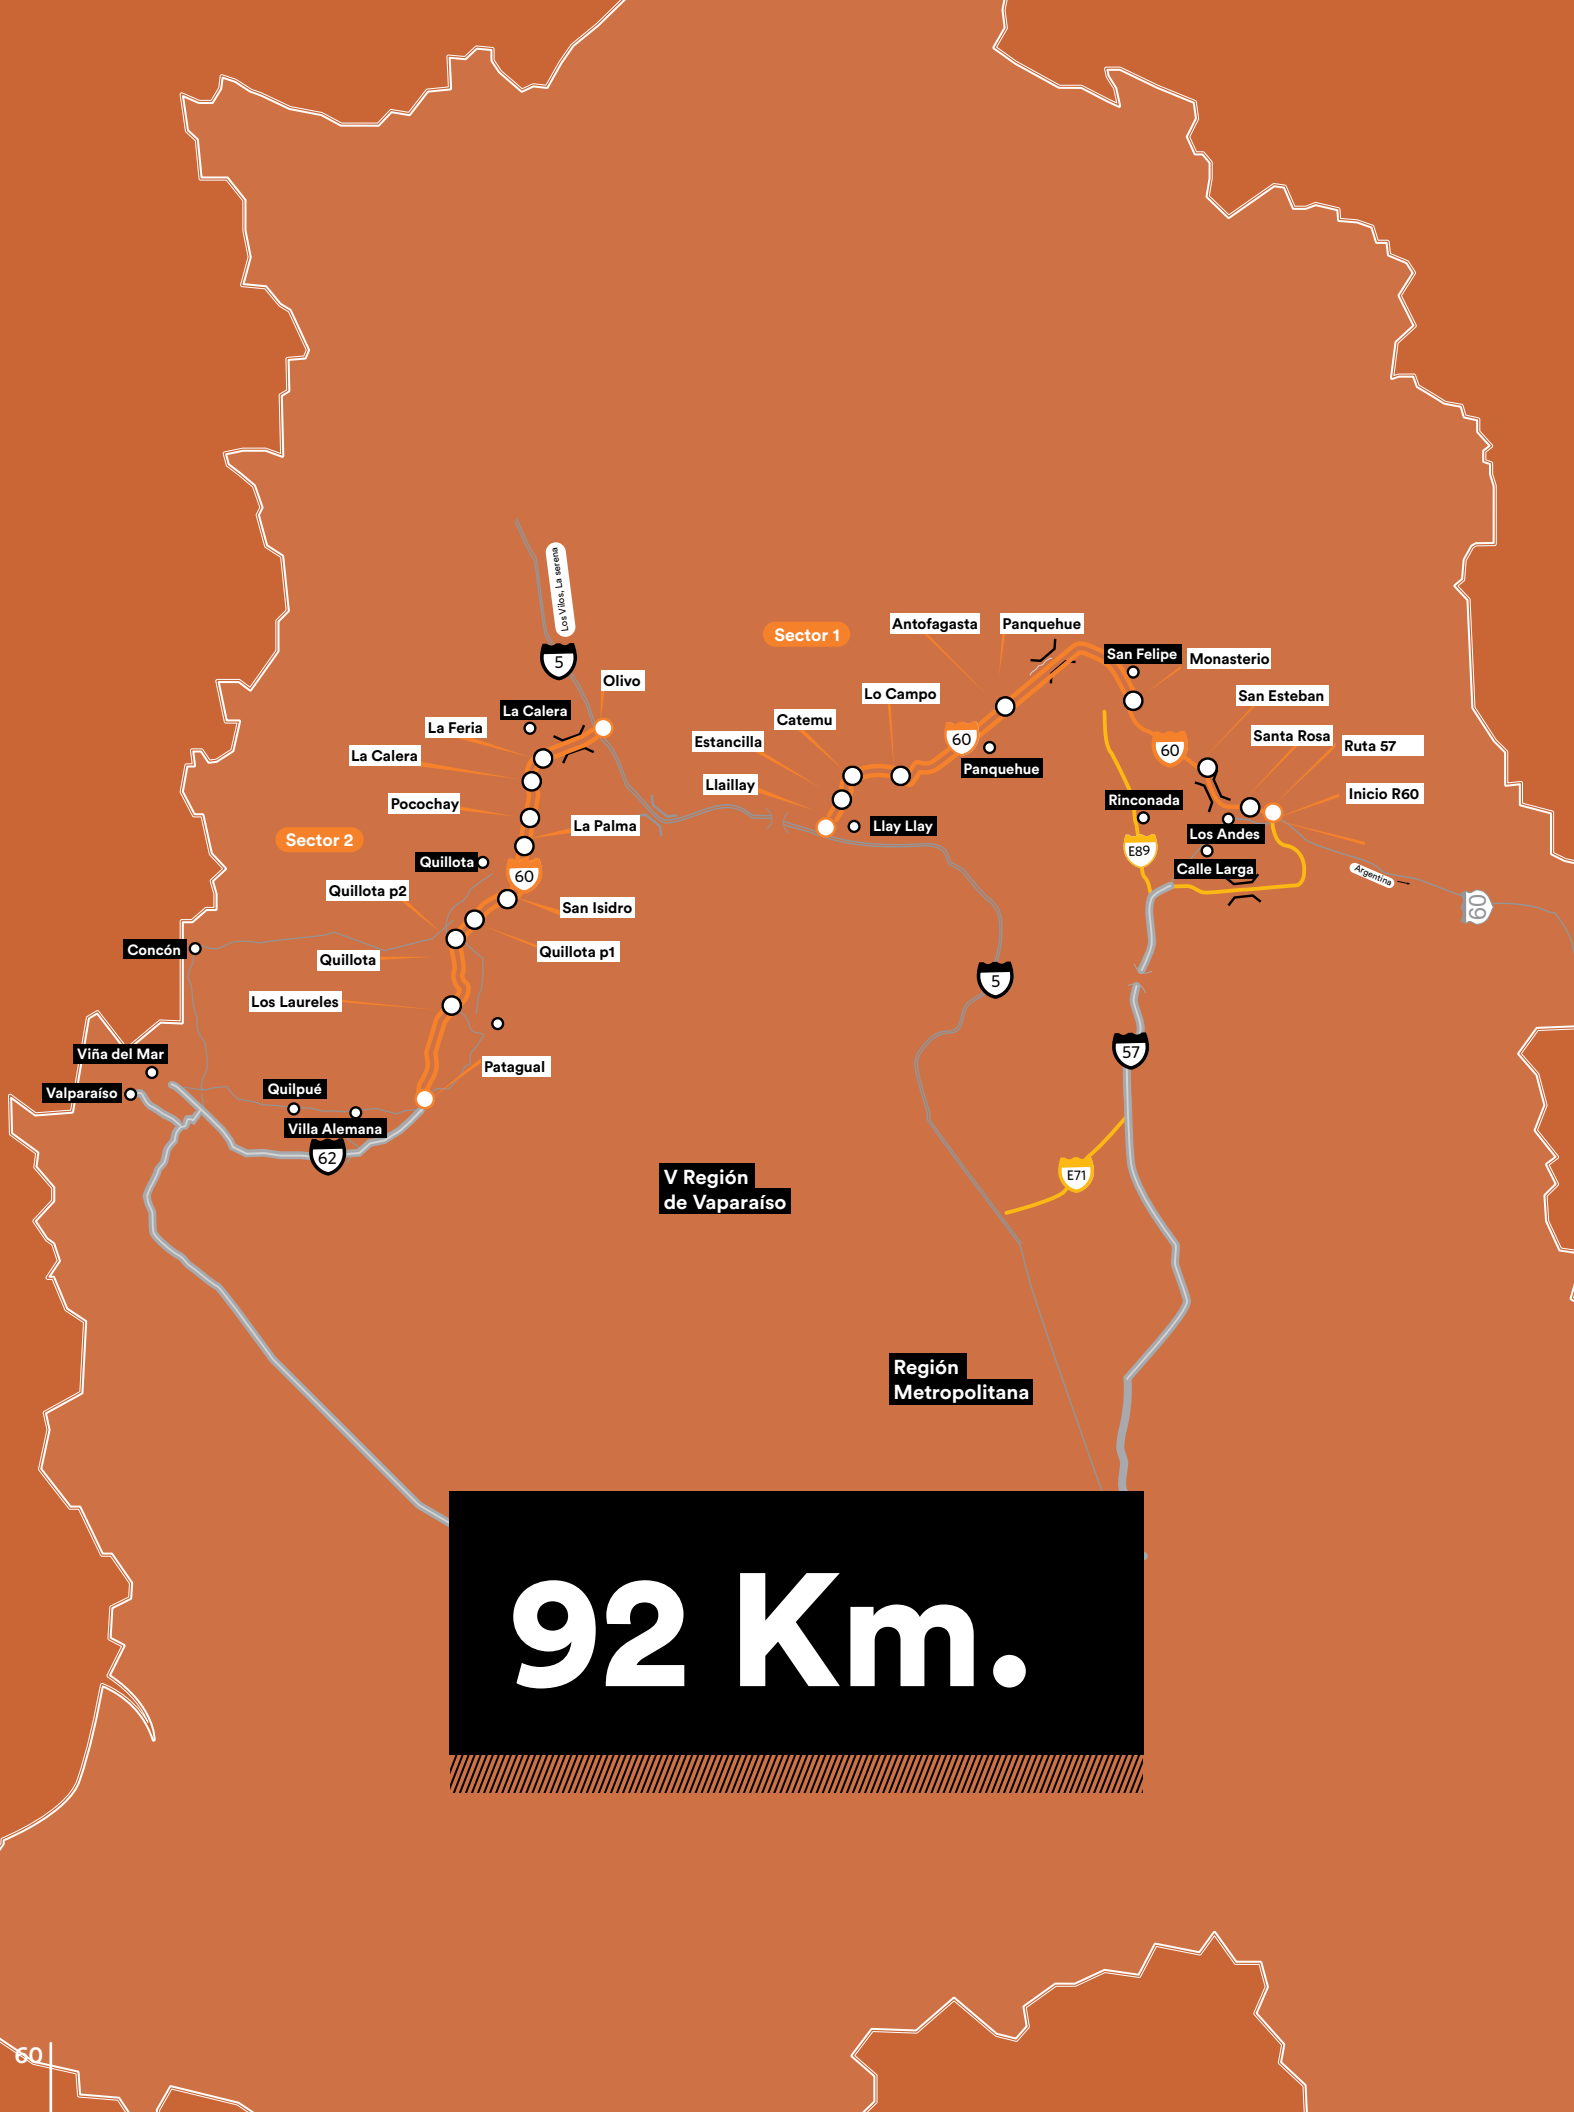 Los Vilos, La serena
5
Sector 1
Antofagasta
Panquehue
San Felipe
Monasterio
Olivo
La Calera
Lo Campo
San Esteban
La Feria
Catemu
Santa Rosa
Ruta 57
Estancilla
60
60
La Calera
Panquehue
Llaillay
Inicio R60
Pocochay
Rinconada
La Palma
Llay Llay
Los Andes
Sector 2
E89
Quillota
Calle Larga
60
Argentina
Quillota p2
San Isidro
60
Concón
Quillota p1
Quillota
5
Los Laureles
Viña del Mar
57
Patagual
Valparaíso
Quilpué
Villa Alemana
62
E71
V Región
de Vaparaíso
Región
Metropolitana
92 Km.
60